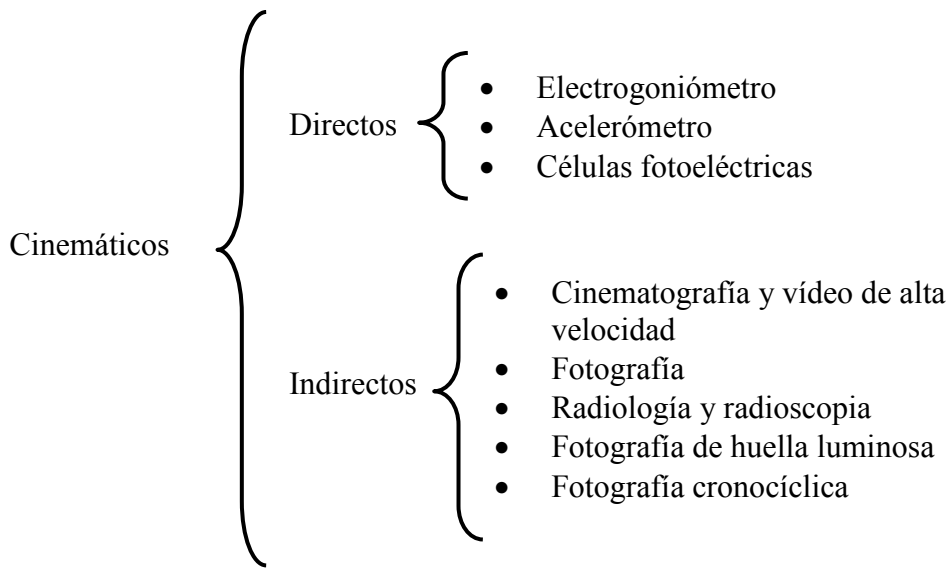 Cinemáticos
Directos
• Electrogoniómetro
• Acelerómetro
• Células fotoeléctricas
Indirectos
• Cinematografía y vídeo de alta
velocidad
• Fotografía
• Radiología y radioscopia
• Fotografía de huella luminosa
• Fotografía cronocíclica